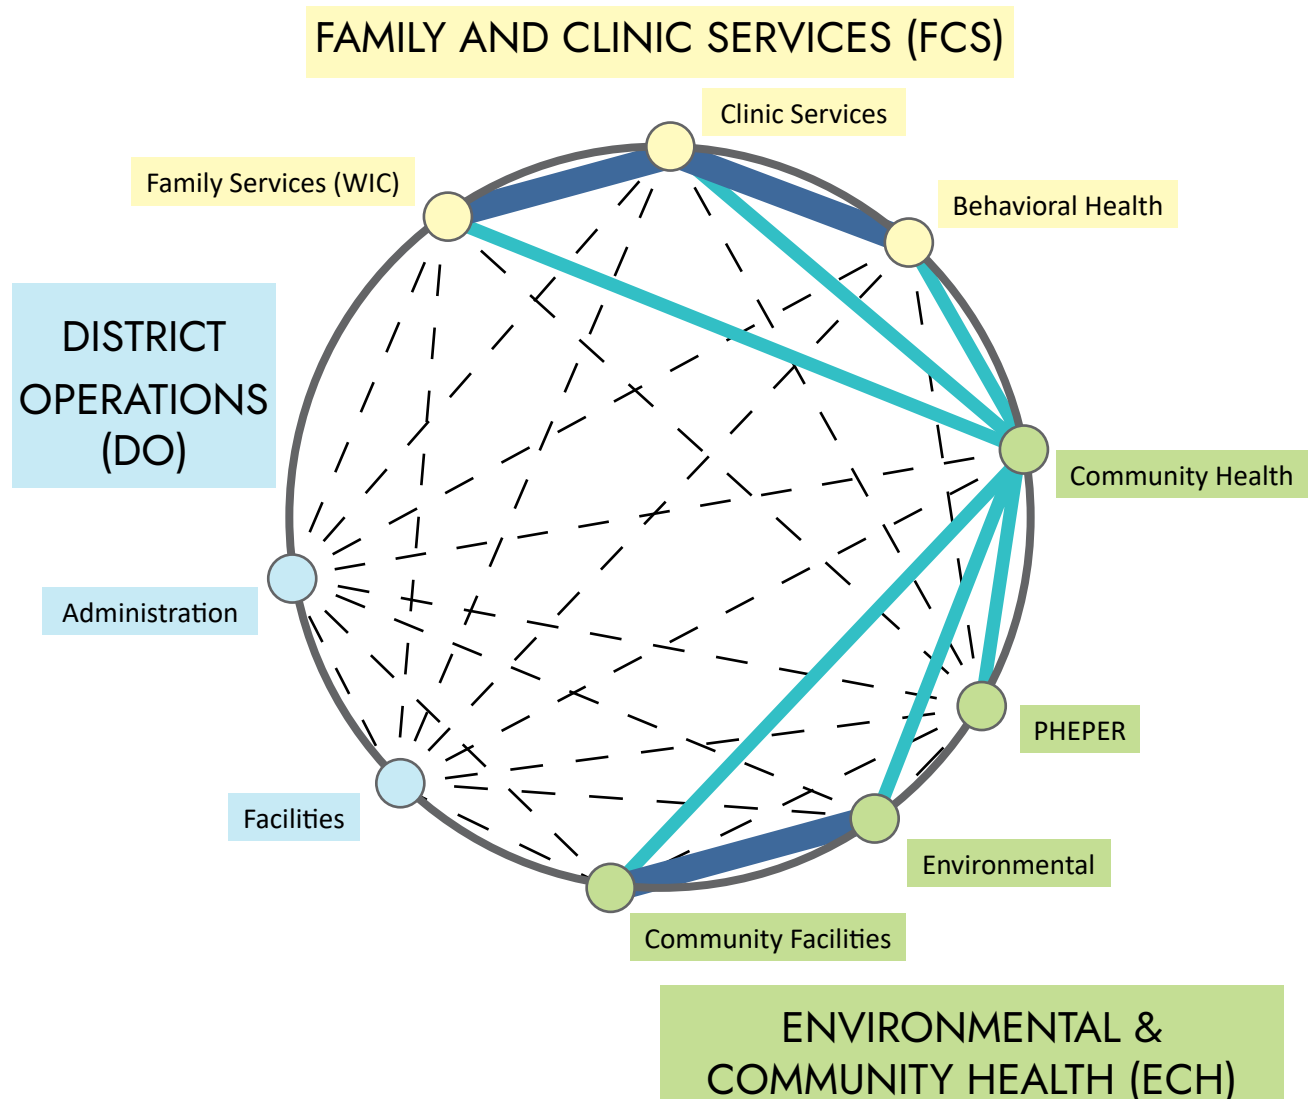 FAMILY AND CLINIC SERVICES (FCS)
Clinic Services
Family Services (WIC)
Behavioral Health
DISTRICT
OPERATIONS
(DO)
Community Health
Administration
PHEPER
Facilities
Environmental
Community Facilities
ENVIRONMENTAL &
COMMUNITY HEALTH (ECH)